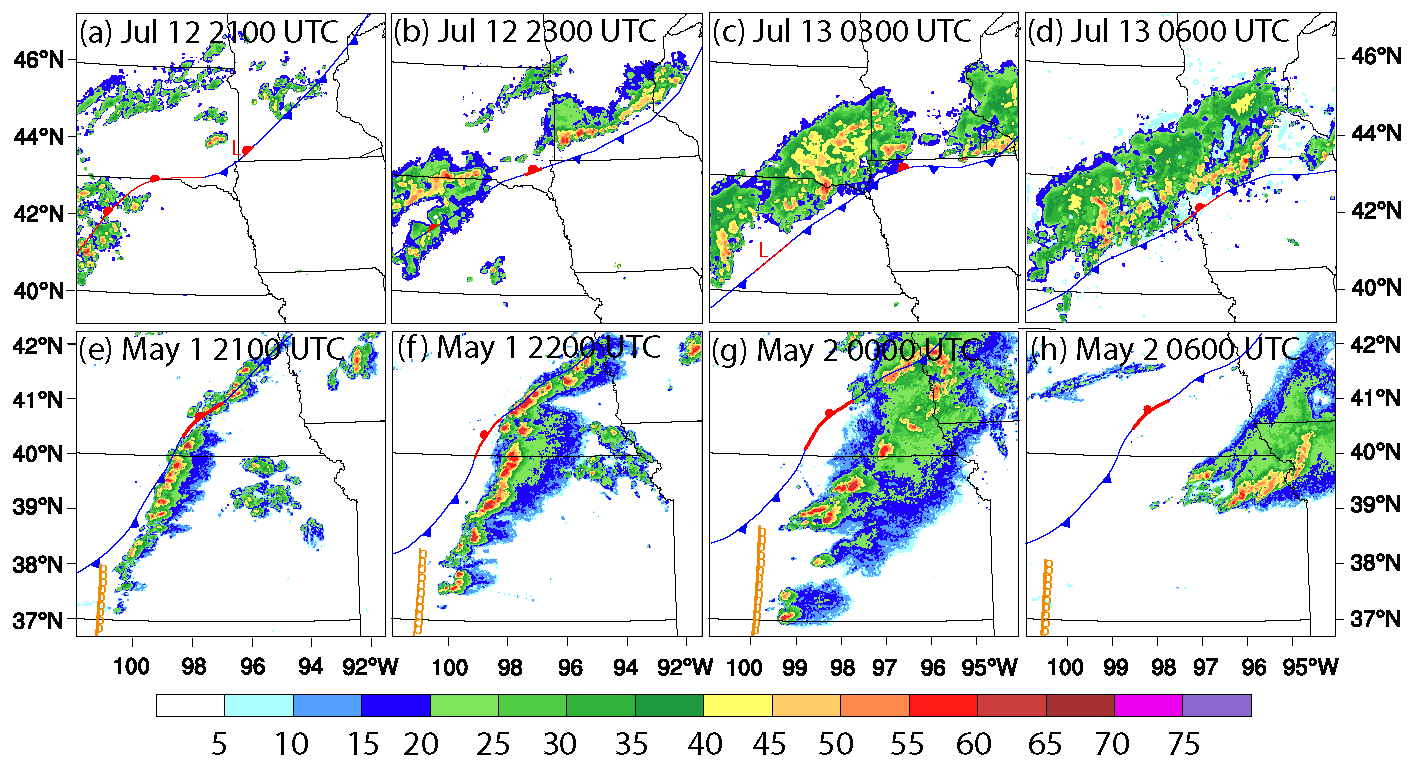 (a) Jul 12 2100 UTC (b) Jul 12 2300 UTC (c) Jul 13 0300 UTC (d) Jul 13 0600 UTC
46°N 46°N
44°N 44°N
L
L
42°N 42°N
40°N 40°N
(e) May 1 2100 UTC (f) May 1 2200 UTC (g) May 2 0000 UTC (h) May 2 0600 UTC
42°N 42°N
41°N 41°N
40°N 40°N
39°N 39°N
38°N 38°N
37°N 37°N
100 98 96 94 92°W 100 98 96 94 92°W 100 99 98 97 96 95°W 100 99 98 97 96 95°W
5 10 15 20 25 30 35 40 45 50 55 60 65 70 75